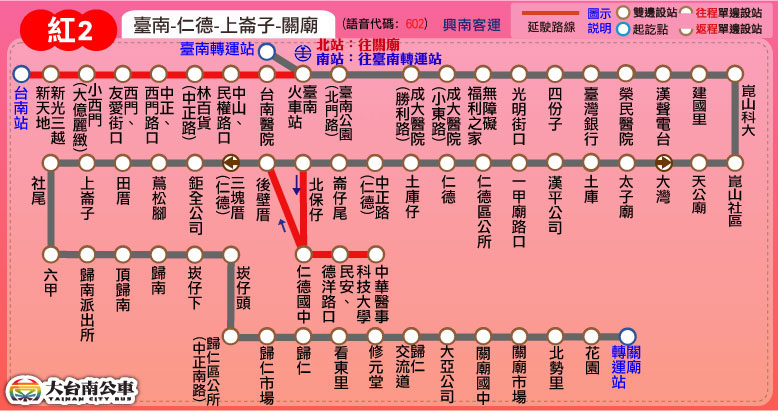 紅2
臺南-仁德-上崙子-關廟
(語音代碼: 602)
興南客運
延駛路線
圖示說明
雙邊設站
往程單邊設站
起訖點
返程單邊設站
臺南轉運站
北站:往關廟
南站:往臺南轉運站
台南站
新光三越新天地
小西門(大億麗緻)
西門、友愛街口
中正、西門路口
林百貨(中正路)
中山、民權路口
台南醫院
臺南火車站
臺南公園(北門路)
成大醫院(勝利路)
成大醫院(小東路)
無障礙福利之家
光明街口
四份子
臺灣銀行
榮民醫院
漢聲電台
建國里
崑山科大
崑山社區
天公廟
大灣
太子廟
土庫
漢平公司
一甲廟路口
仁德區公所
仁德
土庫仔
中正路(仁德)
崙仔尾
北保仔
後壁厝
三塊厝(仁德)
鉅全公司
蔦松腳
田厝
上崙子
社尾
仁德國中
民安、德洋路口
中華醫事科技大學
六甲
歸南派出所
頂歸南
歸南
崁仔下
崁仔頭
歸仁區公所(中正南路)
歸仁市場
歸仁
看東里
修元堂
歸仁交流道
大亞公司
關廟國中
關廟市場
北勢里
花園
關廟轉運站
大台南公車
TAINAN CITY BUS